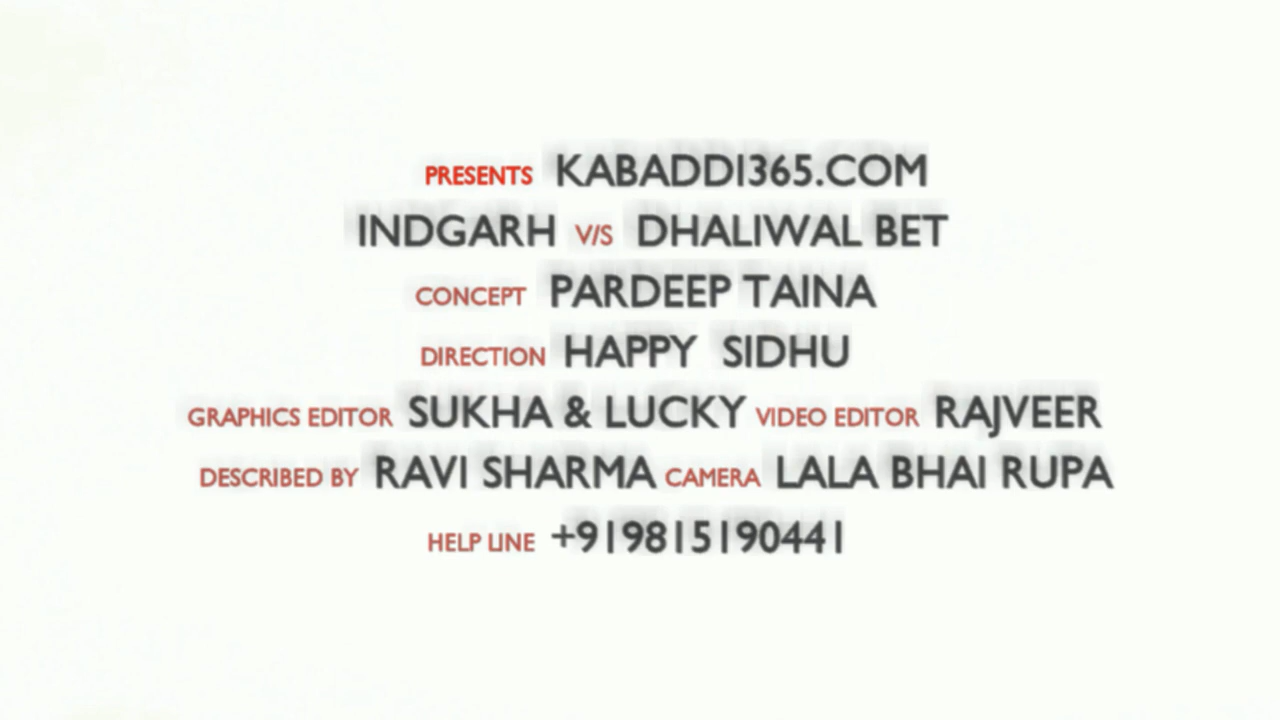 PRESENTS KABADDI365.COM
INDGARH V/S DHALIWAL BET
CONCEPT PARDEEP TAINA
DIRECTION HAPPY SIDHU
GRAPHICS EDITOR SUKHA & LUCKY VIDEO EDITOR RAJVEER
DESCRIBED BY RAVI SHARMA CAMERA LALA BHAI RUPA
HELP LINE +919815190441